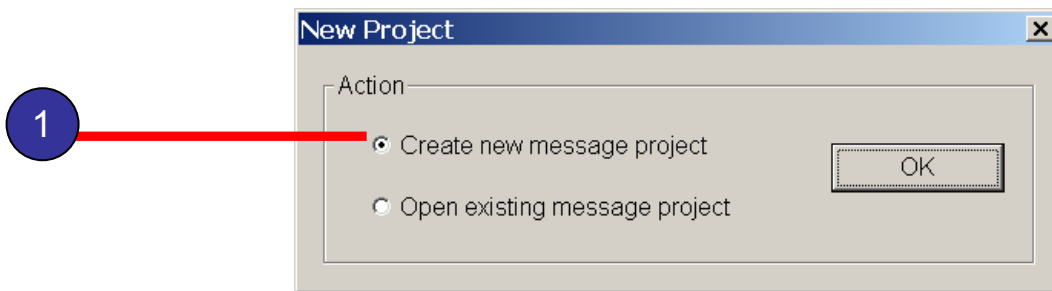 New Project
Action
1
Create new message project
OK
Open existing message project